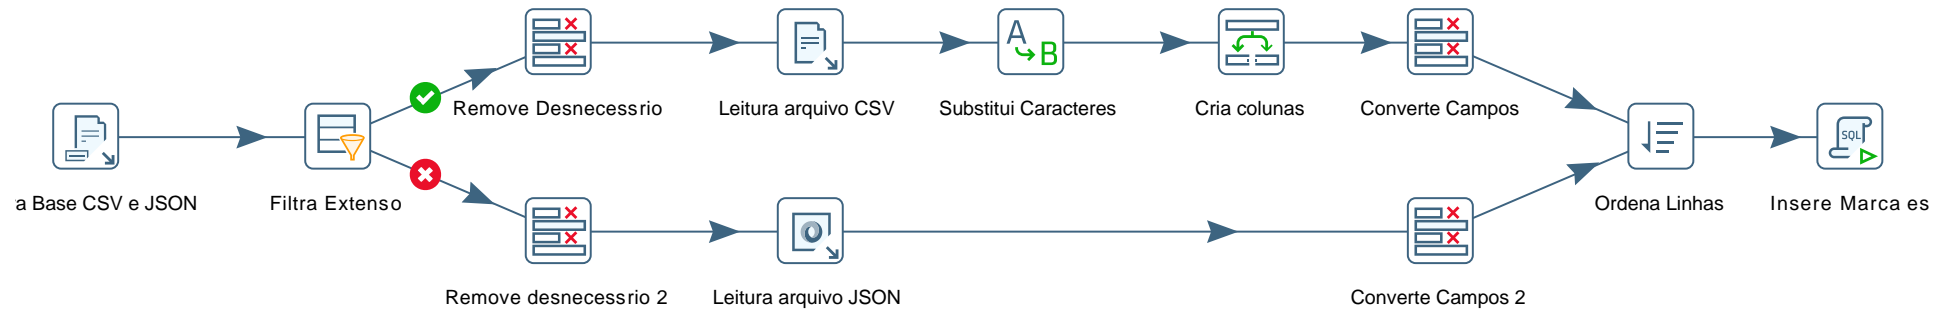 Remove Desnecessrio
Leitura arquivo CSV
Substitui Caracteres
Cria colunas
Converte Campos
a Base CSV e JSON
Filtra Extenso
Ordena Linhas
SQL
Insere Marca es
Remove desnecessrio 2
Leitura arquivo JSON
Converte Campos 2
A
B